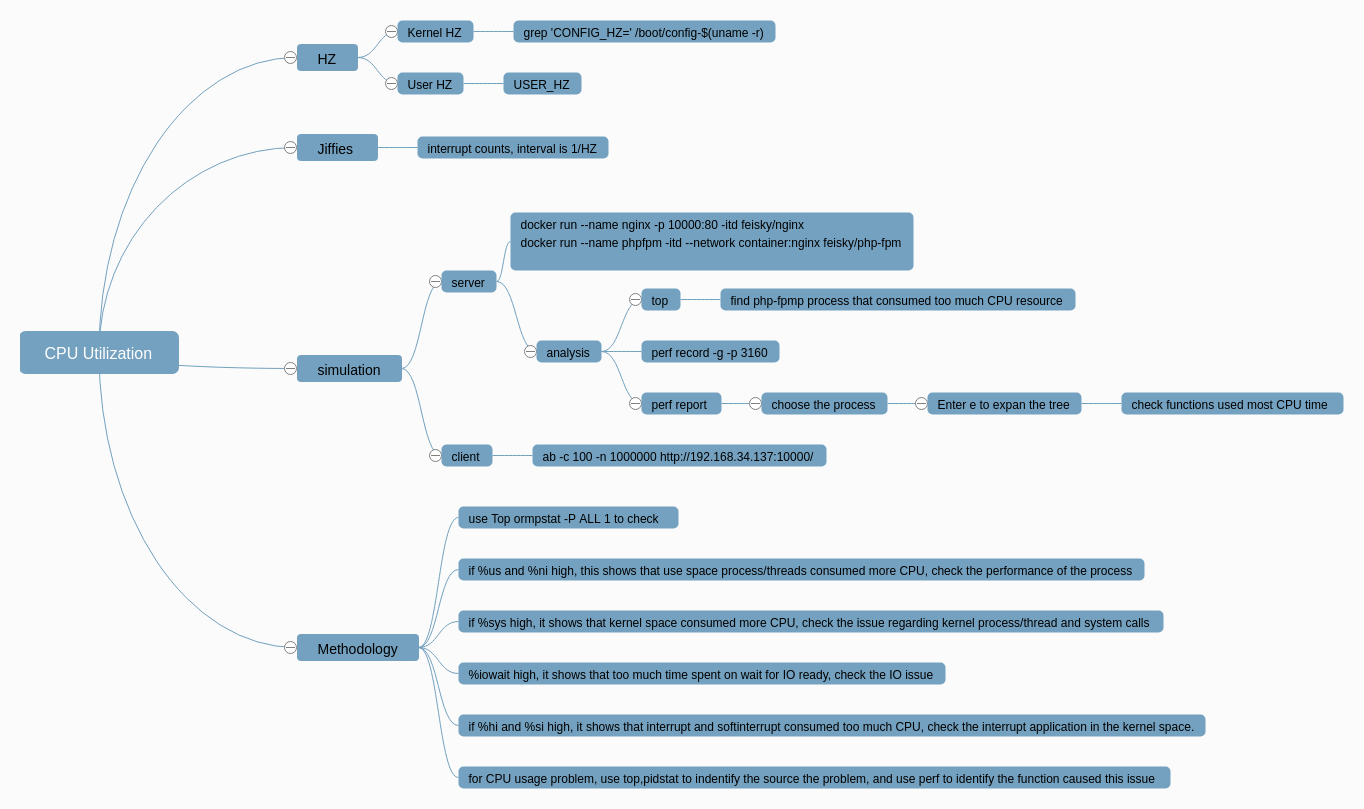 CPU Utilization
HZ
Kernel HZ
grep 'CONFIG_HZ=' /boot/config-$(uname -r)
User HZ
USER_HZ
Jiffies
interrupt counts, interval is 1/HZ
simulation
server
docker run --name nginx -p 10000:80 -itd feisky/nginx
docker run --name phpfpm -itd --network container:nginx feisky/php-fpm
analysis
top
find php-fpmp process that consumed too much CPU resource
perf record -g -p 3160
perf report
choose the process
Enter e to expan the tree
check functions used most CPU time
client
ab -c 100 -n 1000000 http://192.168.34.137:10000/
Methodology
use Top ormpstat -P ALL 1 to check
if %us and %ni high, this shows that use space process/threads consumed more CPU, check the performance of the process
if %sys high, it shows that kernel space consumed more CPU, check the issue regarding kernel process/thread and system calls
%iowait high, it shows that too much time spent on wait for IO ready, check the IO issue
if %hi and %si high, it shows that interrupt and softinterrupt consumed too much CPU, check the interrupt application in the kernel space.
for CPU usage problem, use top,pidstat to indentify the source the problem, and use perf to identify the function caused this issue